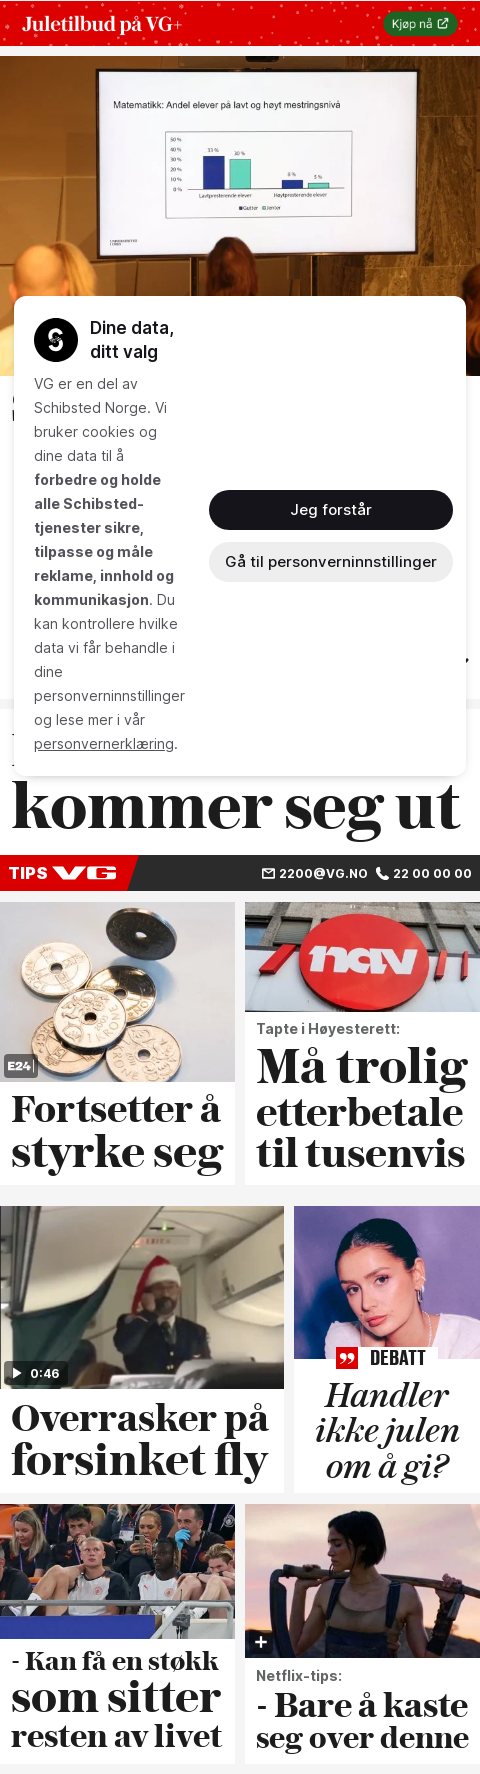 Juletilbud på VG+
Kjøp nå
Matematikk: Andel elever på lavt og høyt mestringsnivå
50 %
40 %
30 %
20 %
10 %
0 %
33 %
30 %
8 %
5 %
Lavtpresterende elever
Høytpresterende elever
Gutter
Jenter
Dine data,
ditt valg
VG er en del av
Schibsted Norge. Vi
bruker cookies og
dine data til å
forbedre og holde
alle Schibsted-
tjenester sikre,
tilpasse og måle
reklame, innhold og
kommunikasjon. Du
kan kontrollere hvilke
data vi får behandle i
dine
personverninnstillinger
og lese mer i vår
personvernerklæring.
Jeg forstår
Gå til personverninnstillinger
kommer seg ut
TIPS VG
2200@VG.NO
22 00 00 00
E24
Fortsetter å
styrke seg
nav
Tapte i Høyesterett:
Må trolig
etterbetale
til tusenvis
0:46
Overrasker på
forsinket fly
DEBATT
Handler
ikke julen
om å gi?
- Kan få en støkk
som sitter
resten av livet
Netflix-tips:
- Bare å kaste
seg over denne